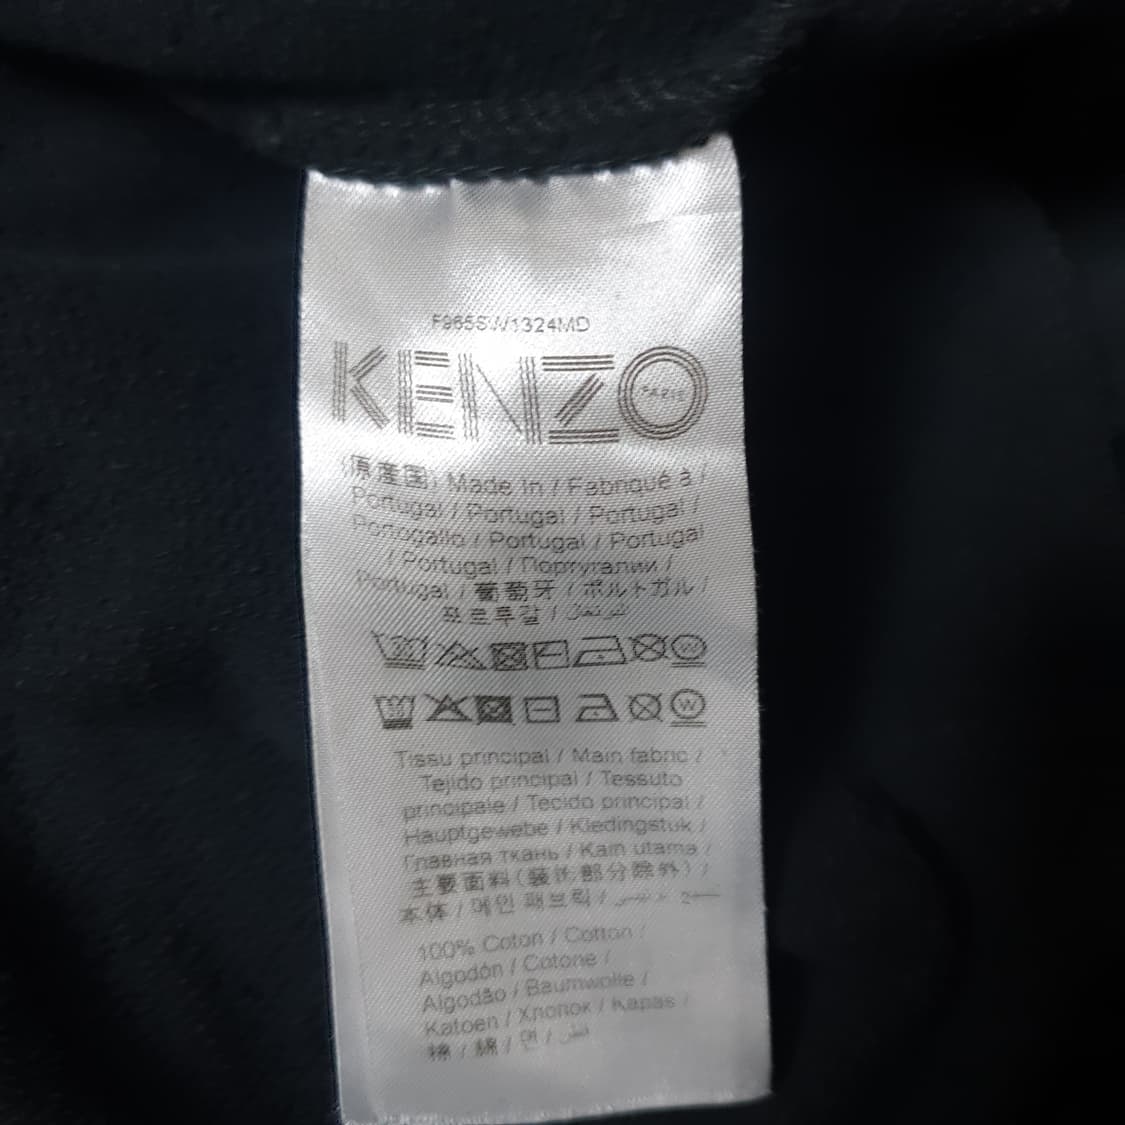 F965SW1324MD
KENZO
PARIS
(原産国) Made In / Fabriqué à /
Portugal / Portugal / Portugal /
Portogallo / Portugal / Portugal
/ Portugal / Португалии /
Portugal / 葡萄牙 / ポルトガル /
포르투갈 / البرتغال
W
W
Tissu principal / Main fabric /
Tejido principal / Tessuto
principale / Tecido principal /
Hauptgewebe / Kledingstuk /
Главная ткань / Kain utama /
主要面料(装饰部分除外) /
本体 / 메인 패브릭 /
100% Coton / Cotton /
Algodón / Cotone /
Algodão / Baumwolle /
Katoen / Хлопок / Kapas /
棉 / 綿 / 면 / قطن